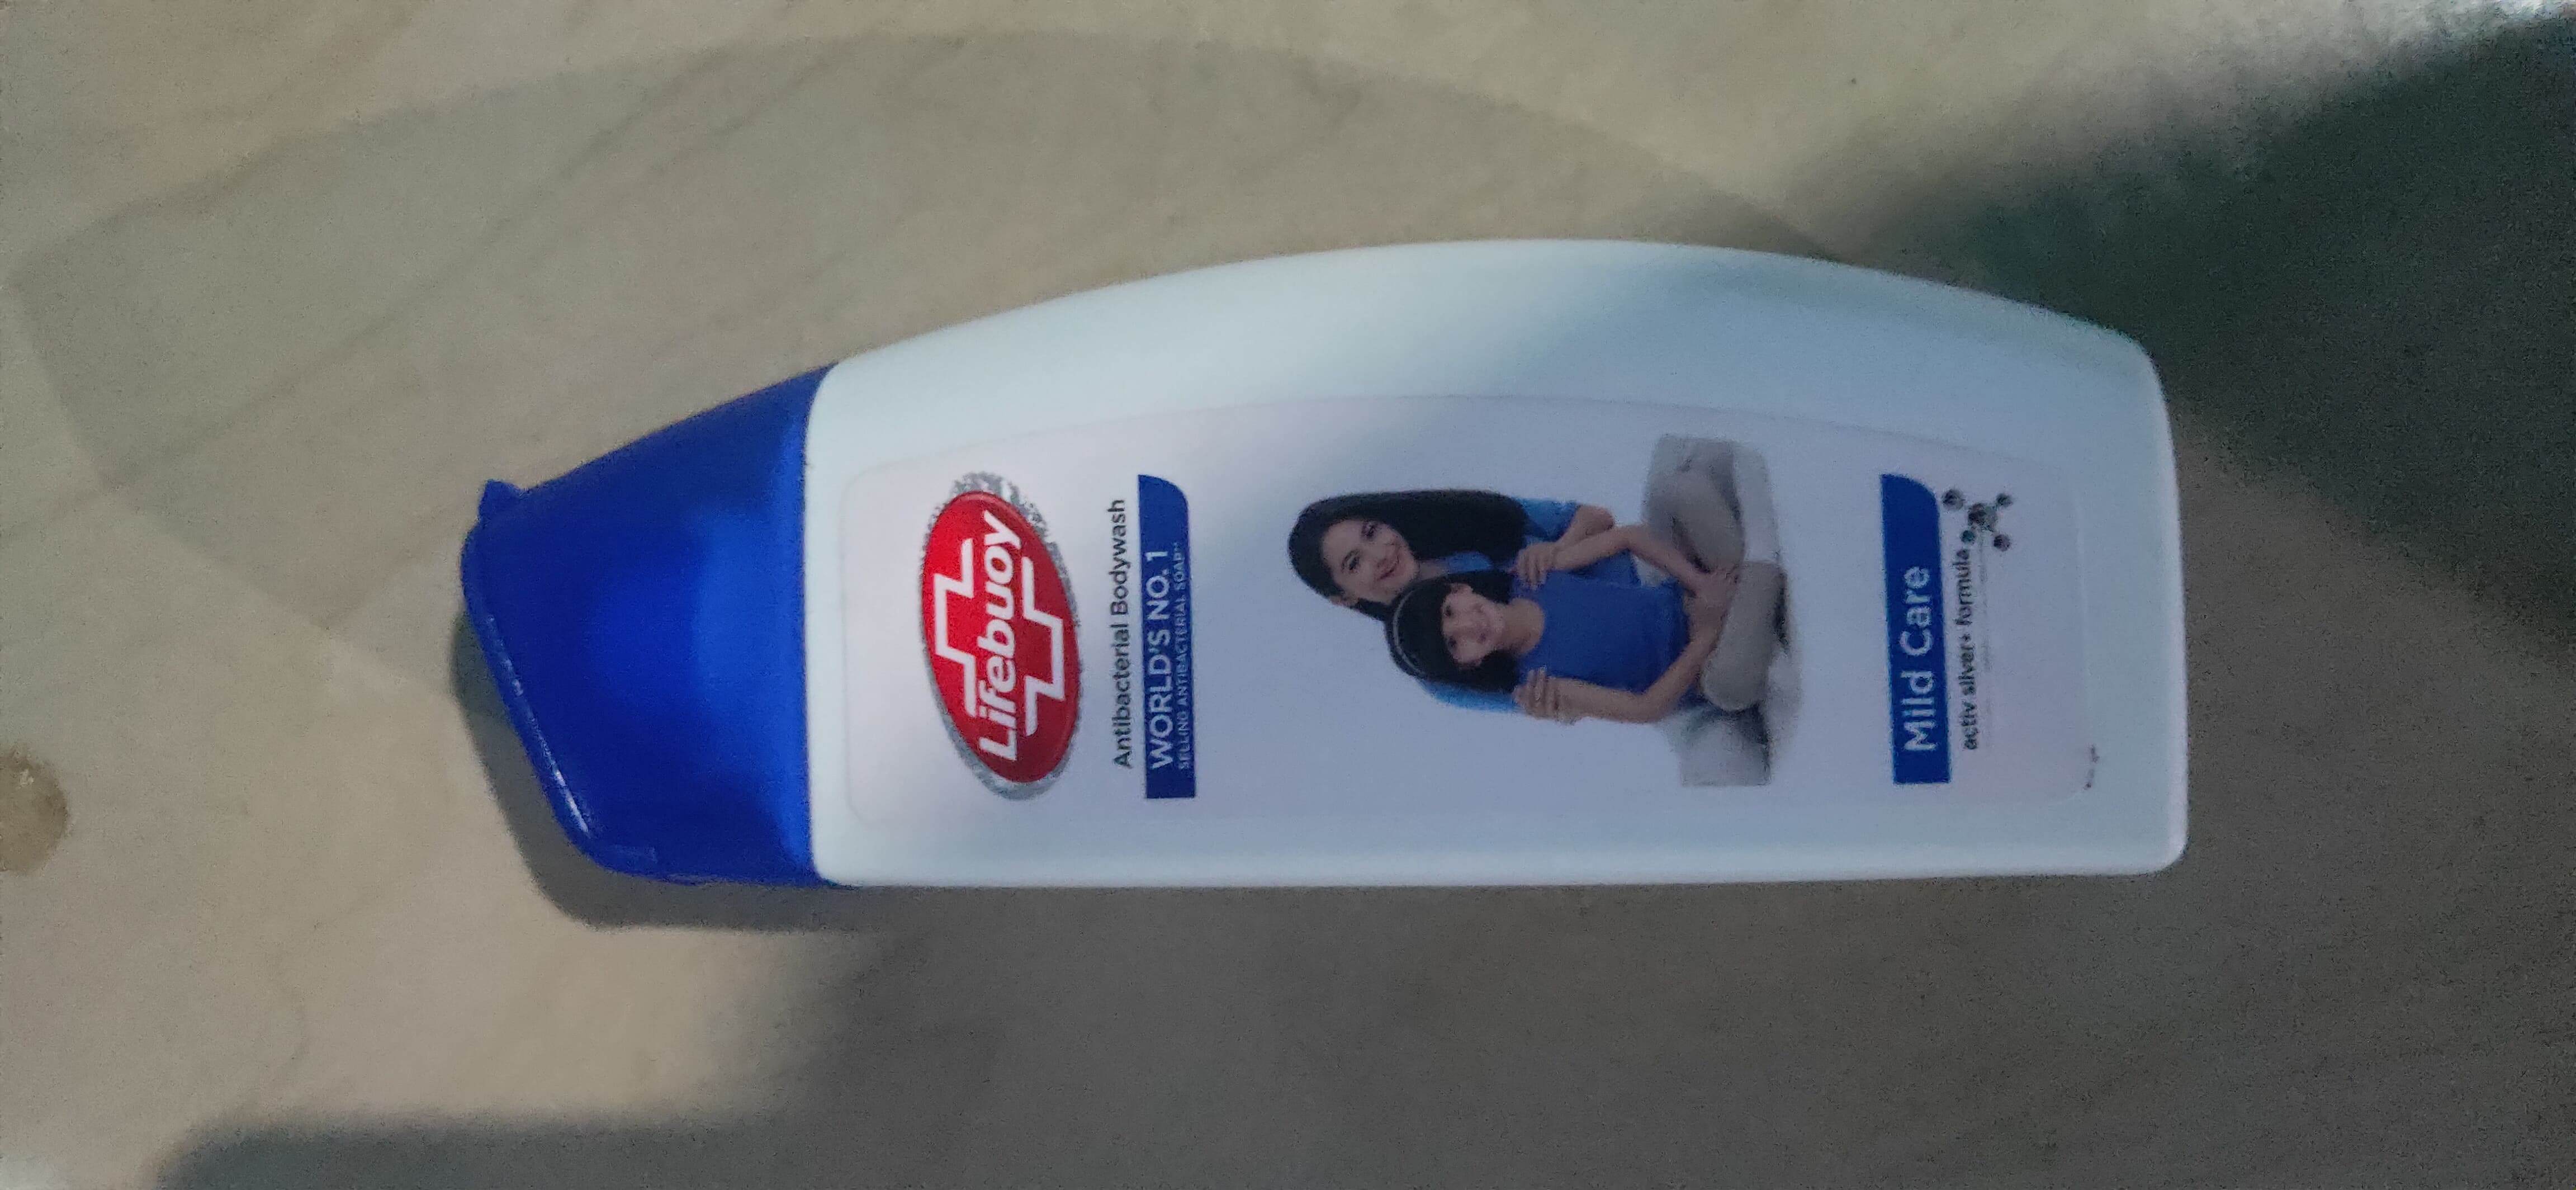 Lifebuoy
Antibacterial Bodywash
WORLD'S NO.1
SELLING ANTIBACTERIAL SOAP**
Mild Care
activ silver+ formula